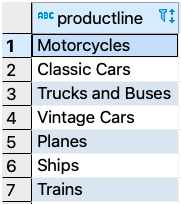 ABC productline
1 Motorcycles
2 Classic Cars
3 Trucks and Buses
4 Vintage Cars
5 Planes
6 Ships
7 Trains